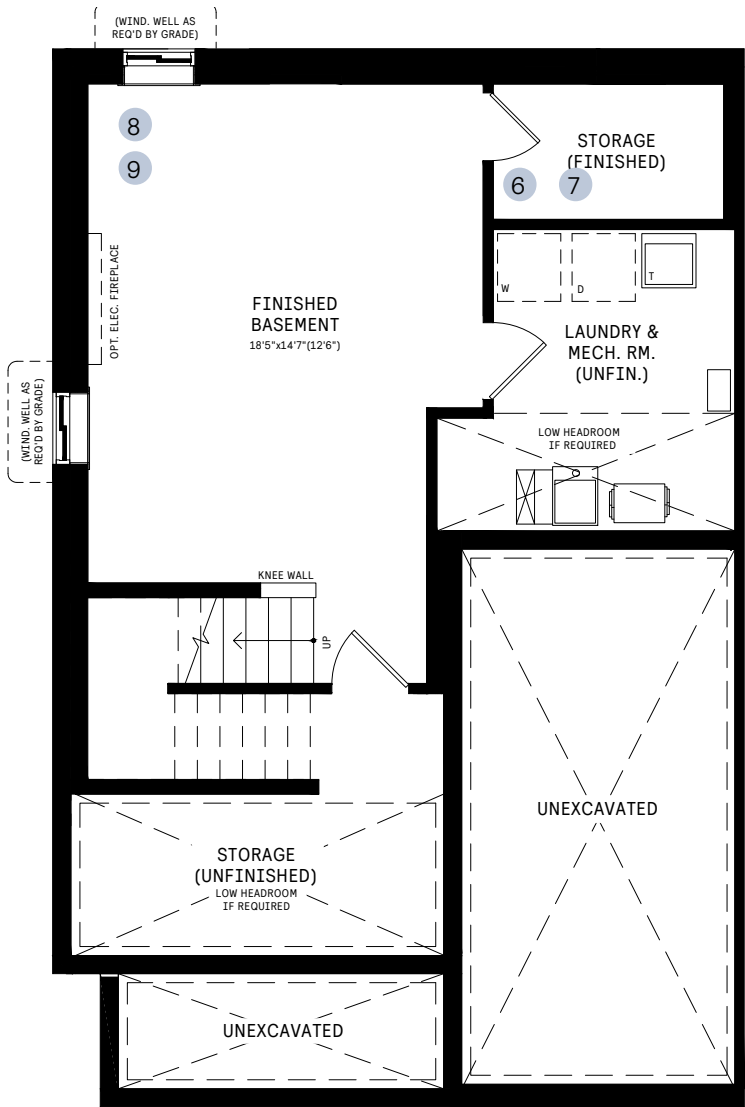 (WIND. WELL AS
REQ'D BY GRADE)
8
9
STORAGE
(FINISHED)
6 7
W
D
T
OPT. ELEC. FIREPLACE
FINISHED
BASEMENT
18'5"x14'7"(12'6")
LAUNDRY &
MECH. RM.
(UNFIN.)
(WIND. WELL AS
REQ'D BY GRADE)
LOW HEADROOM
IF REQUIRED
KNEE WALL
UP
UNEXCAVATED
STORAGE
(UNFINISHED)
LOW HEADROOM
IF REQUIRED
UNEXCAVATED